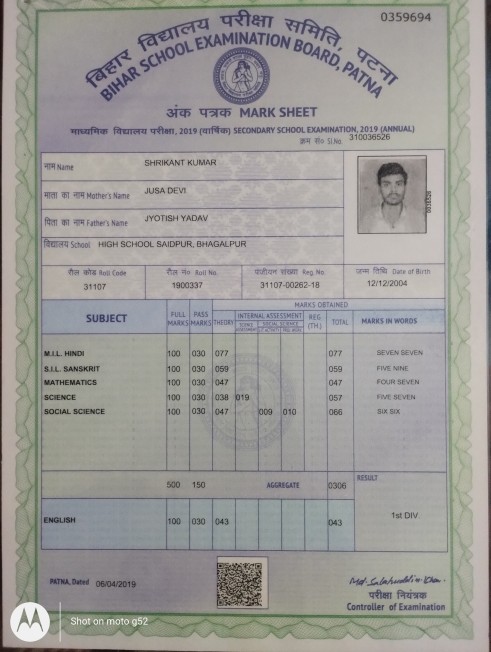 0359694
बिहार विद्यालय परीक्षा समिति, पटना
BIHAR SCHOOL EXAMINATION BOARD, PATNA
अंक पत्रक MARK SHEET
माध्यमिक विद्यालय परीक्षा, 2019 (वार्षिक) SECONDARY SCHOOL EXAMINATION, 2019 (ANNUAL)
क्रम सं० Sl.No. 310036526
नाम Name SHRIKANT KUMAR
माता का नाम Mother's Name JUSA DEVI
पिता का नाम Father's Name JYOTISH YADAV
विद्यालय School HIGH SCHOOL SAIDPUR, BHAGALPUR
रौल कोड Roll Code रौल नं० Roll No. पंजीयन संख्या Reg. No. जन्म तिथि Date of Birth
31107 1900337 31107-00262-18 12/12/2004
SUBJECT FULL MARKS PASS MARKS THEORY MARKS OBTAINED INTERNAL ASSESSMENT SOCIAL SCIENCE REG. (TH.) TOTAL MARKS IN WORDS
M.I.L. HINDI 100 030 077 077 SEVEN SEVEN
S.I.L. SANSKRIT 100 030 059 059 FIVE NINE
MATHEMATICS 100 030 047 047 FOUR SEVEN
SCIENCE 100 030 038 019 057 FIVE SEVEN
SOCIAL SCIENCE 100 030 047 009 010 066 SIX SIX
500 150 AGGREGATE 0306 RESULT
ENGLISH 100 030 043 043 1st DIV
PATNA, Dated 06/04/2019
Md. Salahuddin Khan
परीक्षा नियंत्रक
Controller of Examination
Shot on moto g52